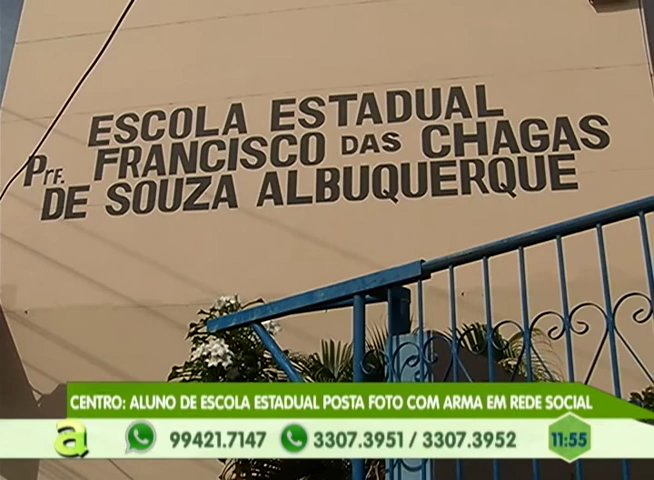 ESCOLA ESTADUAL
Prf. FRANCISCO DAS CHAGAS
DE SOUZA ALBUQUERQUE
CENTRO: ALUNO DE ESCOLA ESTADUAL POSTA FOTO COM ARMA EM REDE SOCIAL
a 99421.7147 3307.3951 / 3307.3952 11:55